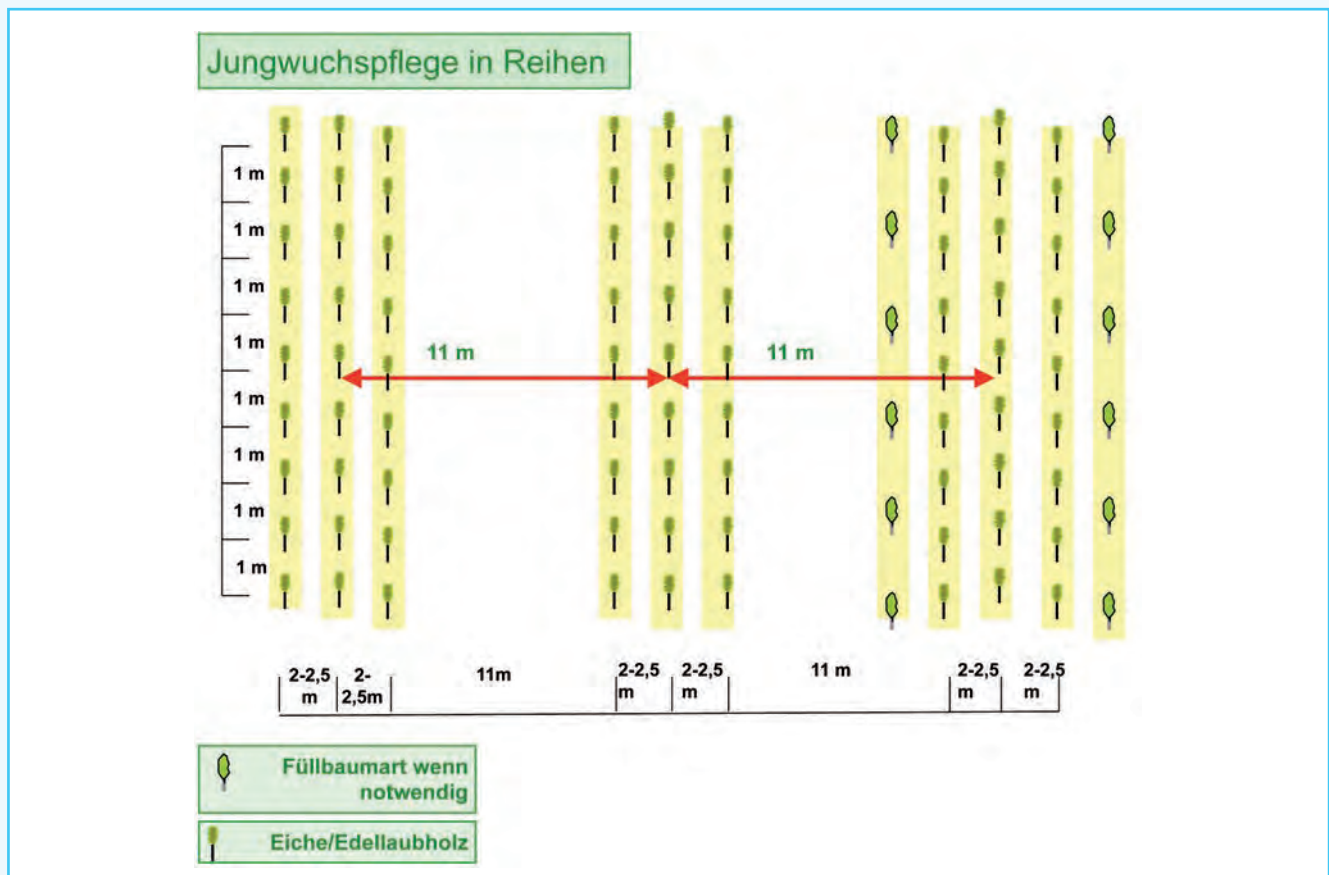 Jungwuchspflege in Reihen
1 m
1 m
1 m
1 m
1 m
1 m
1 m
1 m
11 m
11 m
2-2,5
m
2-
2,5m
11m
2-2,5
m
2-2,5
m
11 m
2-2,5
m
2-2,5
m
Füllbaumart wenn
notwendig
Eiche/Edellaubholz